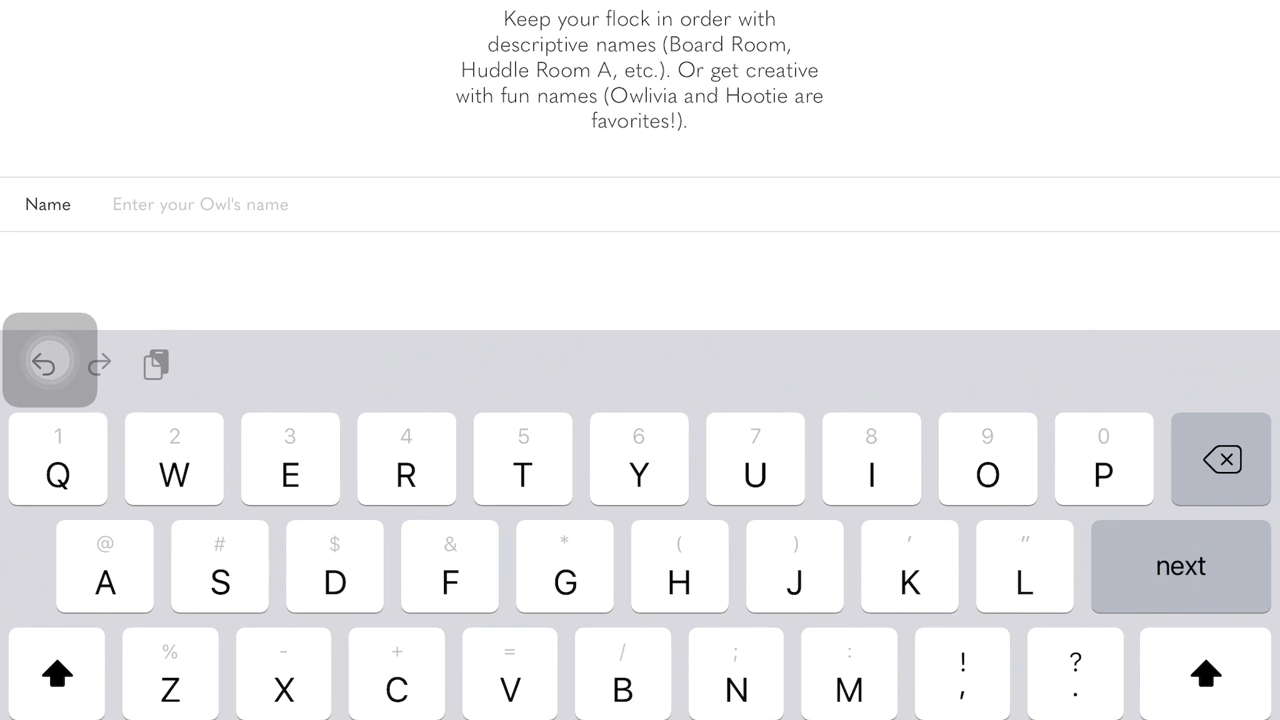 Keep your flock in order with
descriptive names (Board Room,
Huddle Room A, etc.). Or get creative
with fun names (Owlivia and Hootie are
favorites!).
Name Enter your Owl's name
1 2 3 4 5 6 7 8 9 0
Q W E R T Y U I O P
@ # $ & * ( ) ' "
A S D F G H J K L next
% - + = / ; : ! ?
Z X C V B N M , .